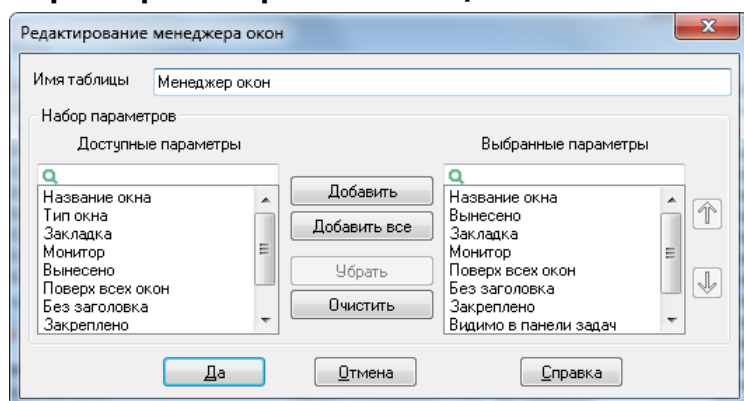 Редактирование менеджера окон
Имя таблицы Менеджер окон
Набор параметров
Доступные параметры
Название окна
Тип окна
Закладка
Монитор
Вынесено
Поверх всех окон
Без заголовка
Закреплено
Добавить
Добавить все
Убрать
Очистить
Выбранные параметры
Название окна
Вынесено
Закладка
Монитор
Поверх всех окон
Без заголовка
Закреплено
Видимо в панели задач
Да Отмена Справка